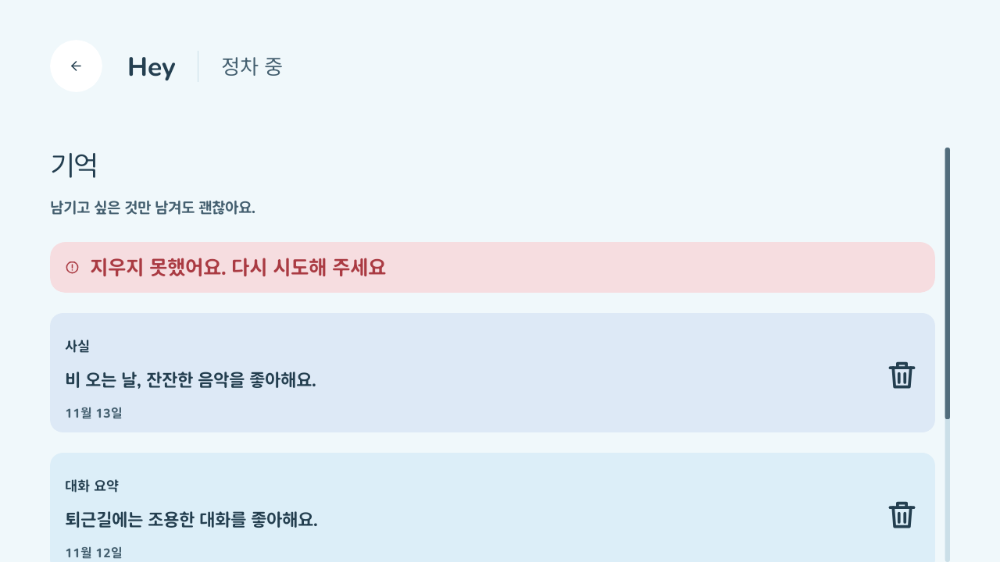 Hey
정차 중
기억
남기고 싶은 것만 남겨도 괜찮아요.
지우지 못했어요. 다시 시도해 주세요
사실
비 오는 날, 잔잔한 음악을 좋아해요.
11월 13일
대화 요약
퇴근길에는 조용한 대화를 좋아해요.
11월 12일